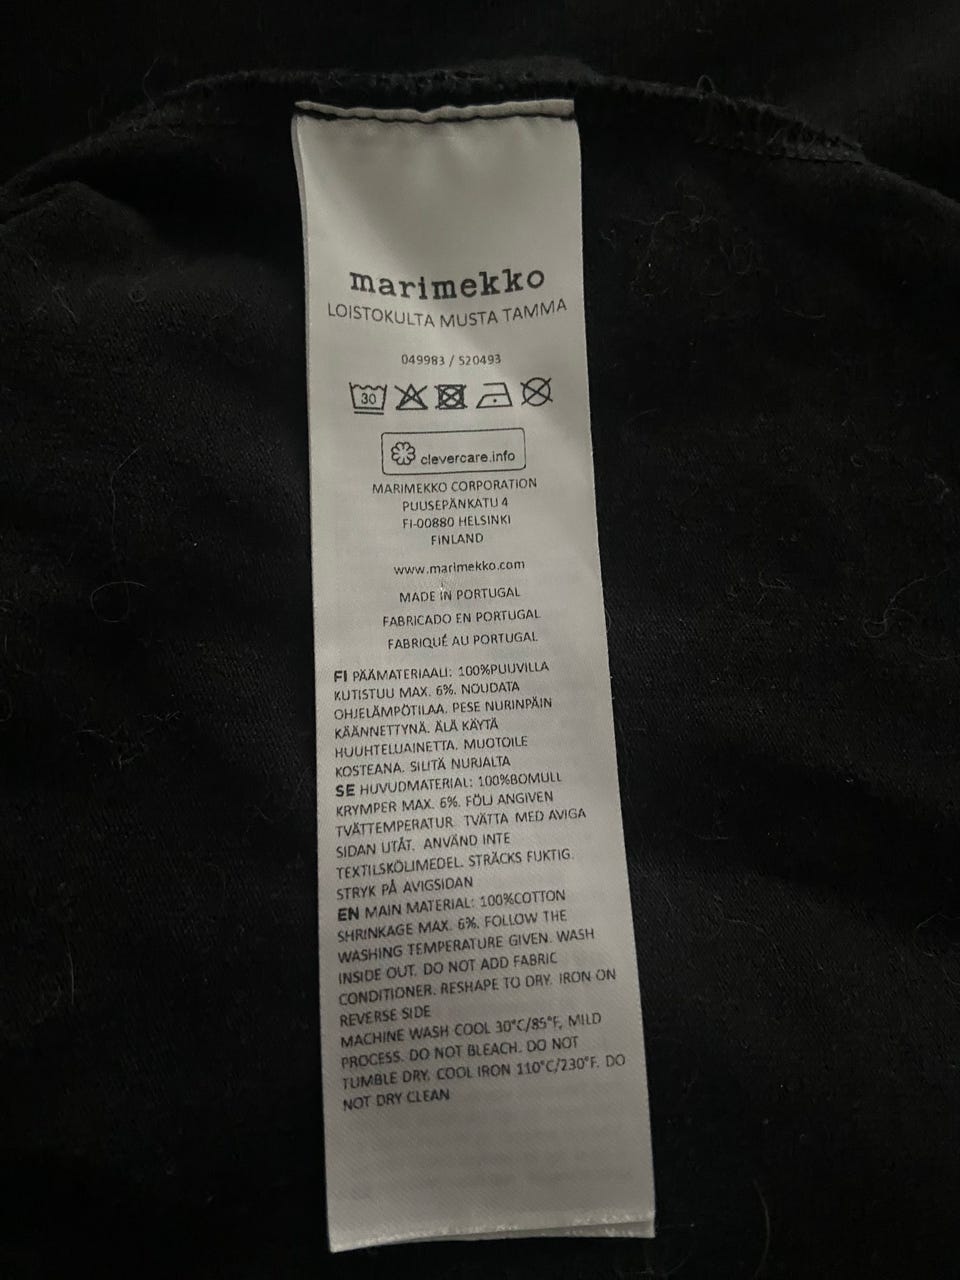 marimekko
LOISTOKULTA MUSTA TAMMA
049983 / 520493
30
clevercare.info
MARIMEKKO CORPORATION
PUUSEPÄNKATU 4
FI-00880 HELSINKI
FINLAND
www.marimekko.com
MADE IN PORTUGAL
FABRICADO EN PORTUGAL
FABRIQUÉ AU PORTUGAL
FI PÄÄMATERIAALI: 100%PUUVILLA
KUTISTUU MAX. 6%. NOUDATA
OHJELÄMPÖTILAA. PESE NURINPÄIN
KÄÄNNETTYNÄ. ÄLÄ KÄYTÄ
HUUHTELUAINETTA. MUOTOILE
KOSTEANA. SILITÄ NURJALTA
SE HUVUDMATERIAL: 100%BOMULL
KRYMPER MAX. 6%. FÖLJ ANGIVEN
TVÄTTEMPERATUR. TVÄTTA MED AVIGA
SIDAN UTÅT. ANVÄND INTE
TEXTILSKÖLJMEDEL. STRÄCKS FUKTIG.
STRYK PÅ AVIGSIDAN
EN MAIN MATERIAL: 100%COTTON
SHRINKAGE MAX. 6%. FOLLOW THE
WASHING TEMPERATURE GIVEN. WASH
INSIDE OUT. DO NOT ADD FABRIC
CONDITIONER. RESHAPE TO DRY. IRON ON
REVERSE SIDE
MACHINE WASH COOL 30°C/85°F, MILD
PROCESS. DO NOT BLEACH. DO NOT
TUMBLE DRY. COOL IRON 110°C/230°F. DO
NOT DRY CLEAN